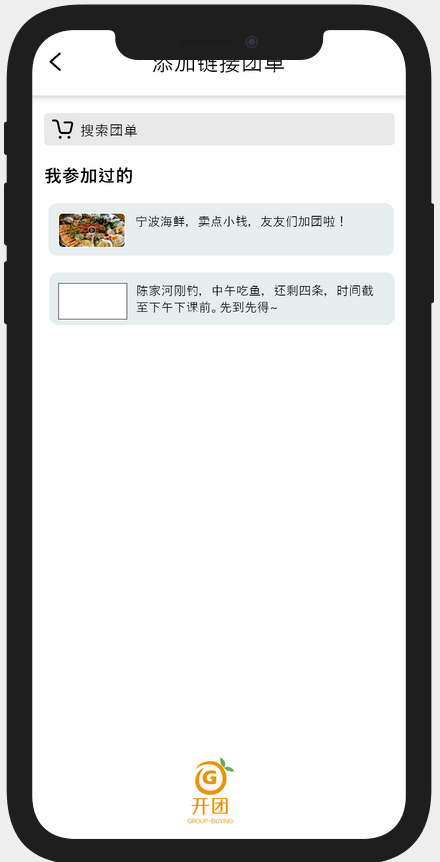 添加链接团单
搜索团单
我参加过的
宁波海鲜，卖点小钱，友友们加团啦！
陈家河刚钓，中午吃鱼，还剩四条，时间截
至下午下课前。先到先得~
G
开团
GROUP-BUYING